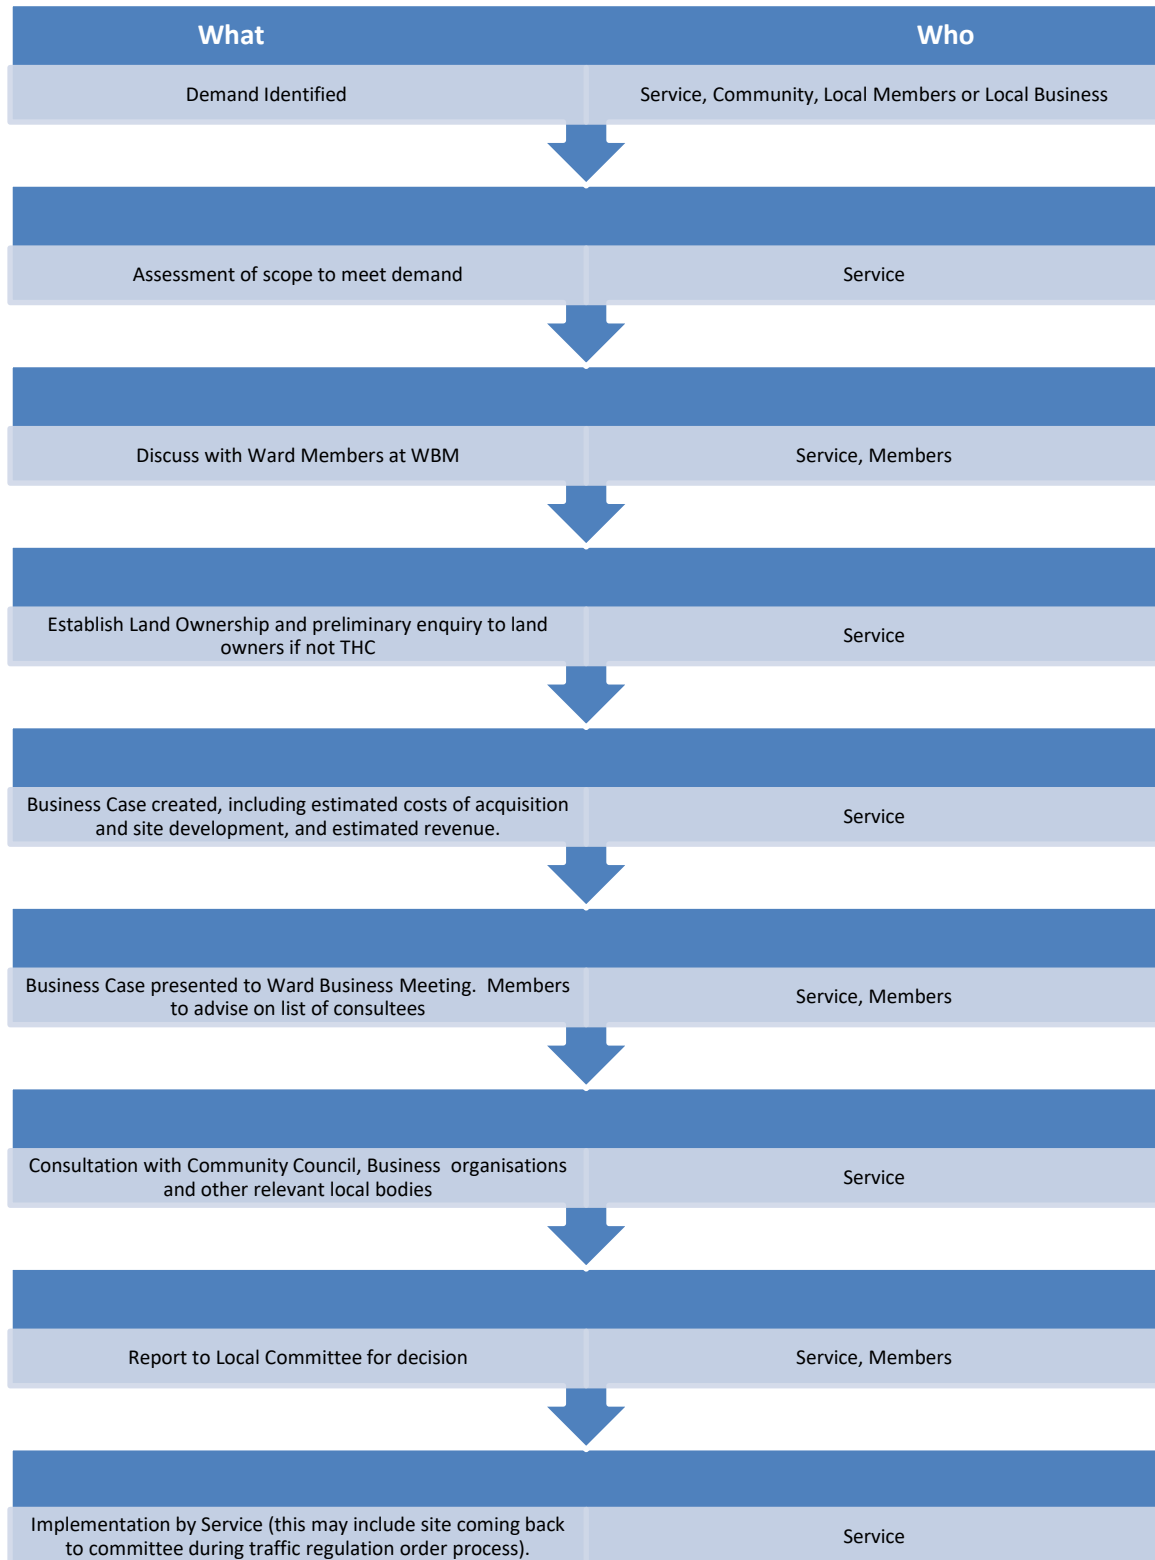 What
Who
Demand Identified
Service, Community, Local Members or Local Business
Assessment of scope to meet demand
Service
Discuss with Ward Members at WBM
Service, Members
Establish Land Ownership and preliminary enquiry to land
owners if not THC
Service
Business Case created, including estimated costs of acquisition
and site development, and estimated revenue.
Service
Business Case presented to Ward Business Meeting.  Members
to advise on list of consultees
Service, Members
Consultation with Community Council, Business  organisations
and other relevant local bodies
Service
Report to Local Committee for decision
Service, Members
Implementation by Service (this may include site coming back
to committee during traffic regulation order process).
Service